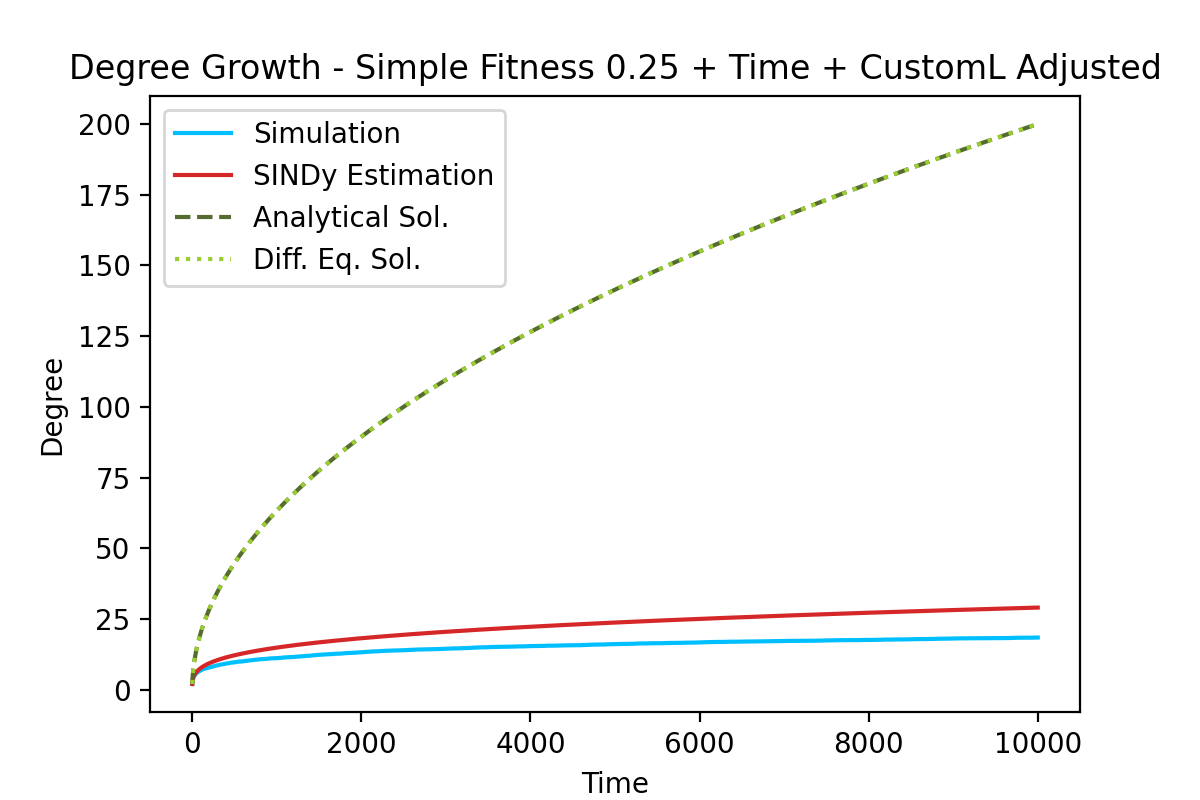 Degree Growth - Simple Fitness 0.25 + Time + CustomL Adjusted
Simulation
SINDy Estimation
Analytical Sol.
Diff. Eq. Sol.
200
175
150
125
100
75
50
25
0
Degree
0 2000 4000 6000 8000 10000
Time